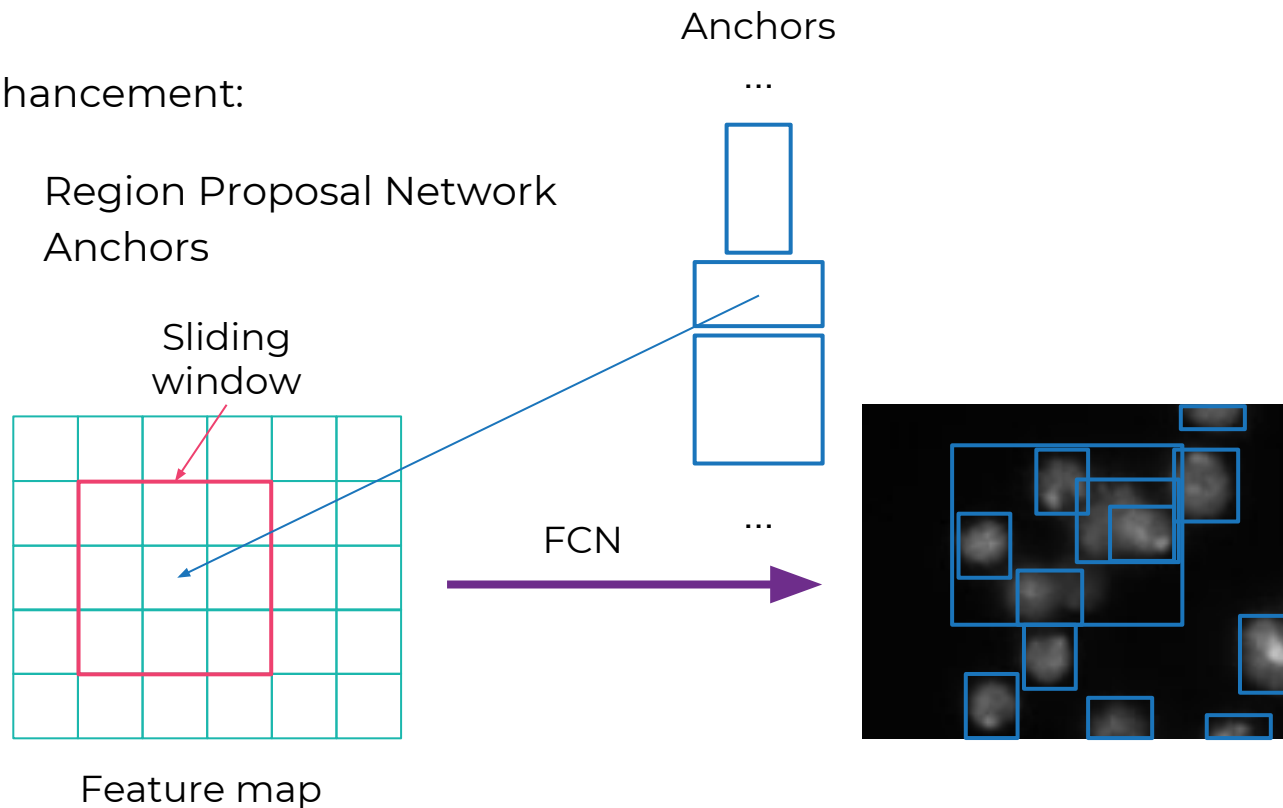 Anchors
...
hancement:
Region Proposal Network
Anchors
Sliding
window
...
FCN
Feature map